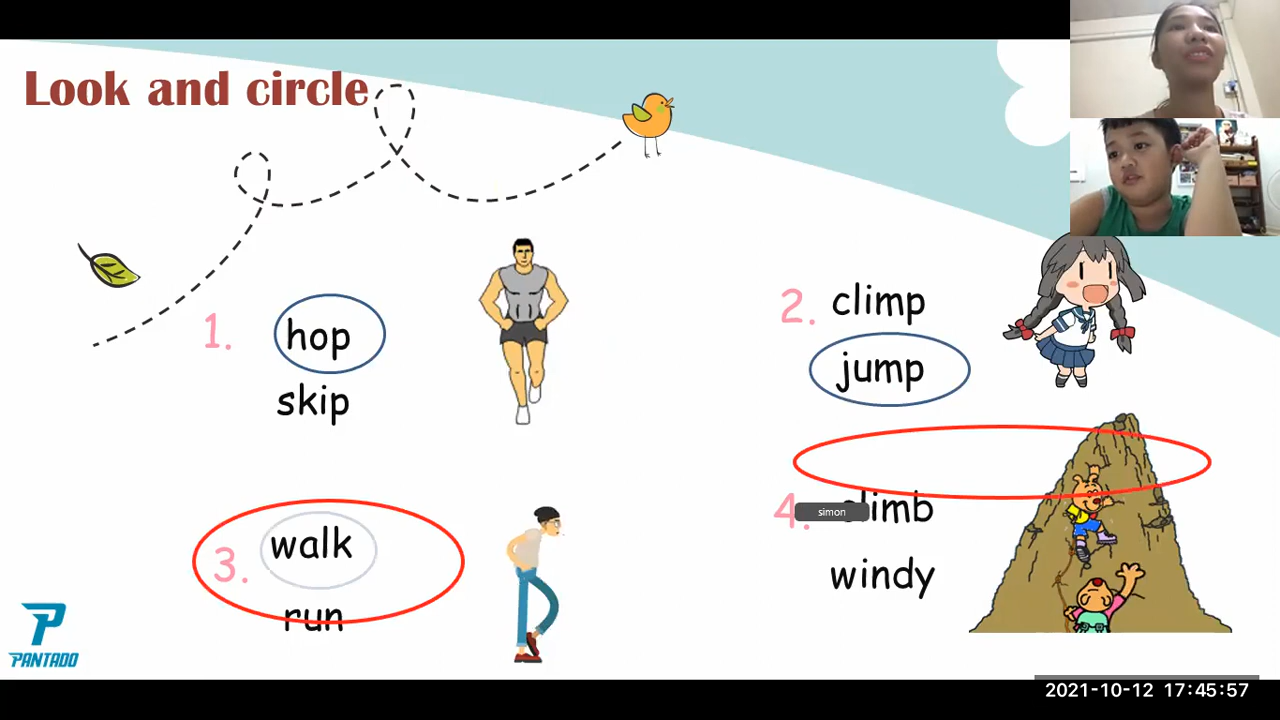 Look and circle
1. hop
skip
2. climp
jump
3. walk
run
4. climb
simon
windy
PANTADO
2021-10-12 17:45:57